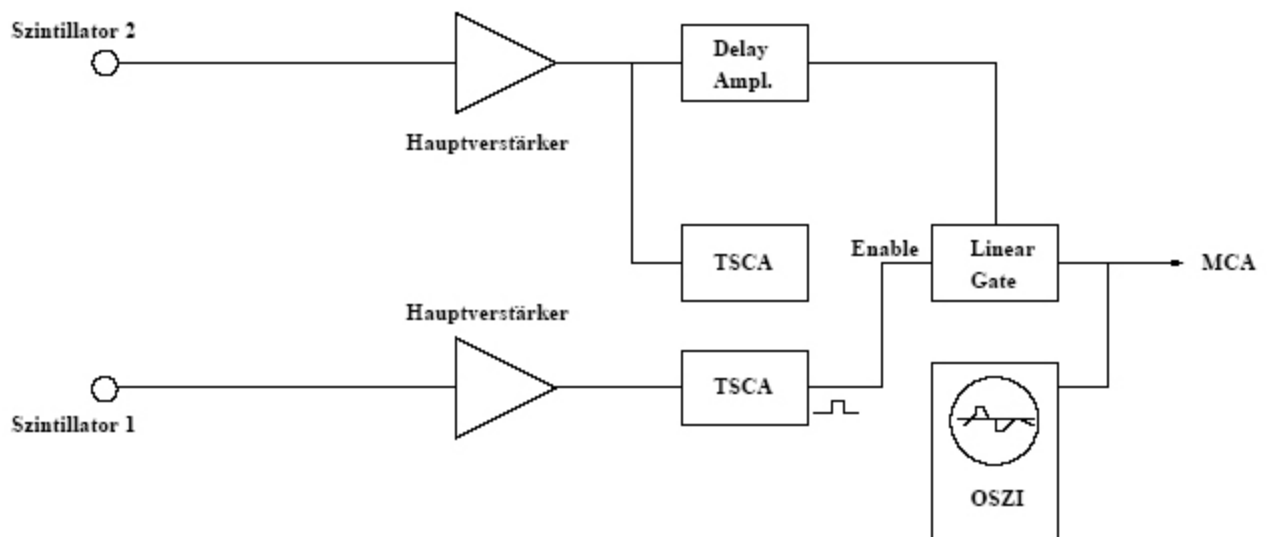 Szintillator 2
Delay
Ampl.
Hauptverstärker
TSCA
Enable
Linear
Gate
MCA
Hauptverstärker
TSCA
Szintillator 1
OSZI